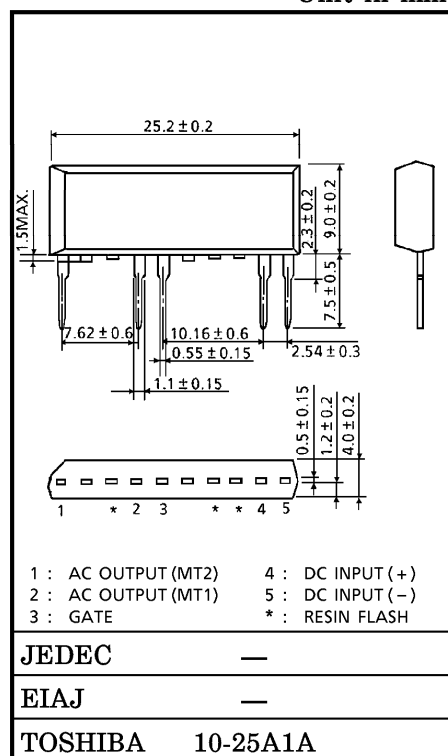 25.2 ± 0.2
1.5MAX.
2.3 ± 0.2
9.0 ± 0.2
7.5 ± 0.5
7.62 ± 0.6
10.16 ± 0.6
0.55 ± 0.15
2.54 ± 0.3
1.1 ± 0.15
0.5 ± 0.15
1.2 ± 0.2
4.0 ± 0.2
1 * 2 3 * * 4 5
1 : AC OUTPUT (MT2) 4 : DC INPUT (+)
2 : AC OUTPUT (MT1) 5 : DC INPUT (−)
3 : GATE * : RESIN FLASH
JEDEC —
EIAJ —
TOSHIBA 10-25A1A